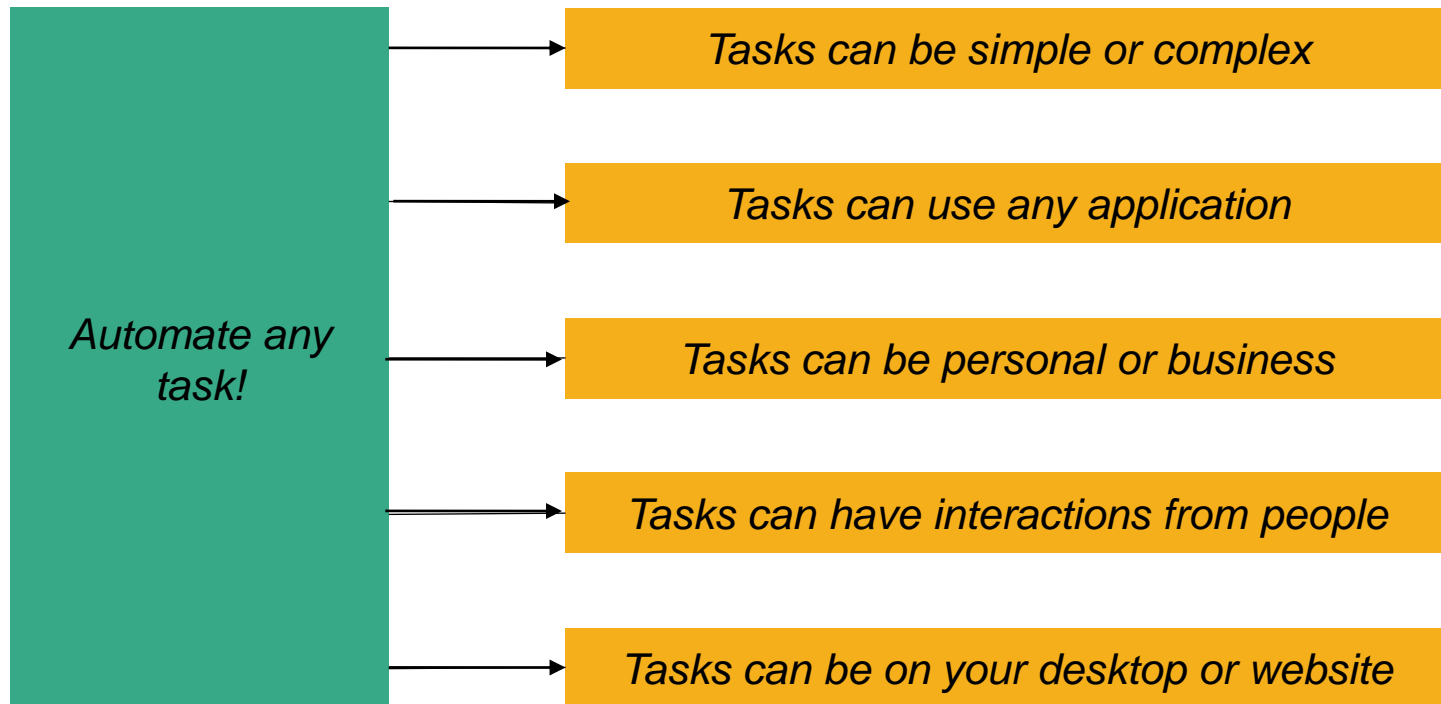 Automate any
task!
Tasks can be simple or complex
Tasks can use any application
Tasks can be personal or business
Tasks can have interactions from people
Tasks can be on your desktop or website